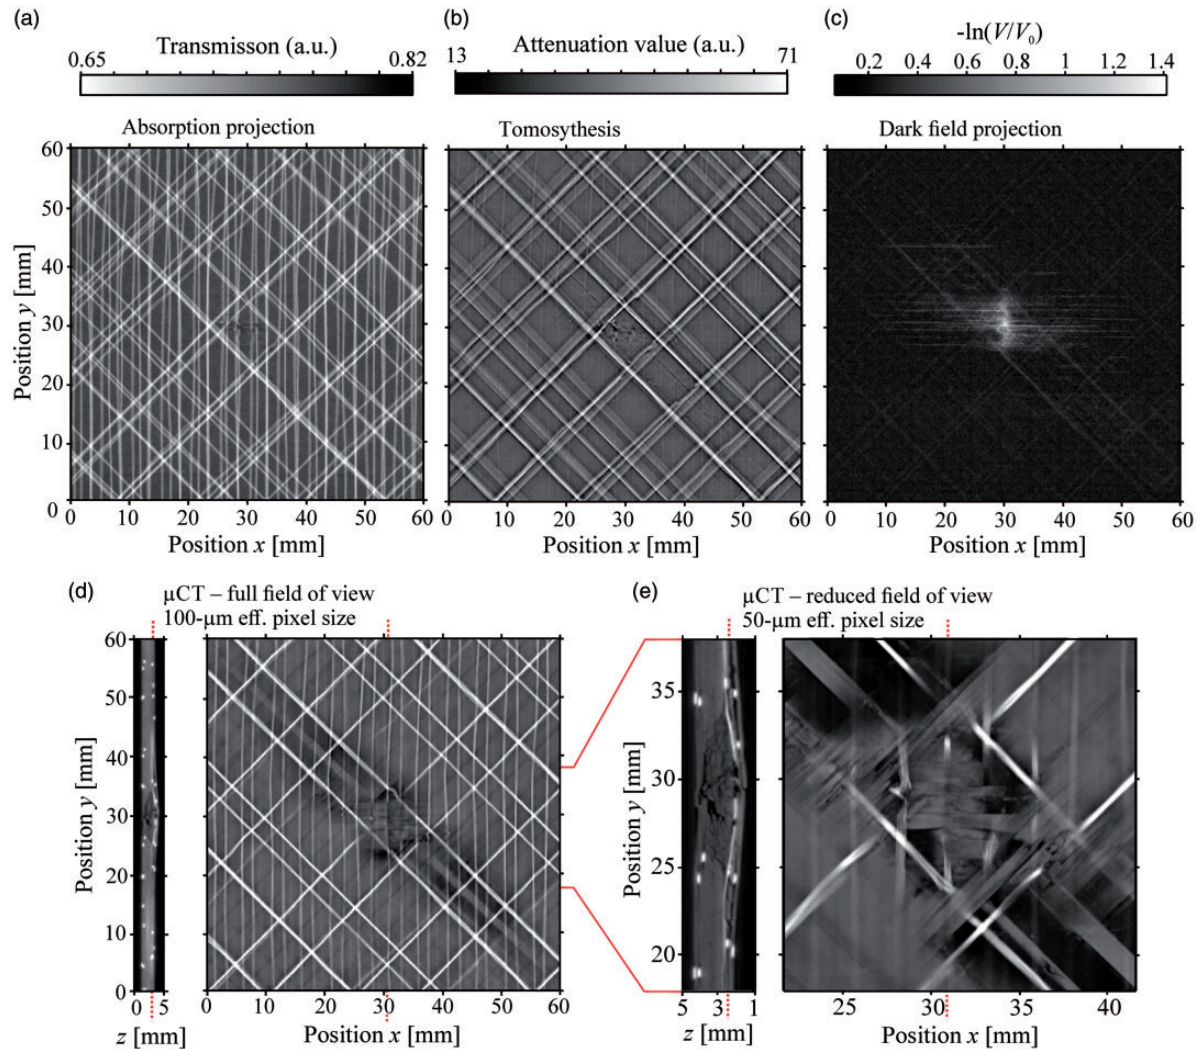 (a)
Transmisson (a.u.)
0.65 0.82
Absorption projection
60
50
40
30
20
10
0
Position y [mm]
0 10 20 30 40 50 60
Position x [mm]
(b)
Attenuation value (a.u.)
13 71
Tomosythesis
0 10 20 30 40 50 60
Position x [mm]
(c)
-ln(V/V₀)
0.2 0.6 0.8 1 1.2 1.4
Dark field projection
0 10 20 30 40 50 60
Position x [mm]
(d)
μCT – full field of view
100-μm eff. pixel size
60
50
40
30
20
10
0
Position y [mm]
0 5
z [mm]
0 10 20 30 40 50 60
Position x [mm]
(e)
μCT – reduced field of view
50-μm eff. pixel size
35
30
25
20
Position y [mm]
5 3 1
z [mm]
25 30 35 40
Position x [mm]